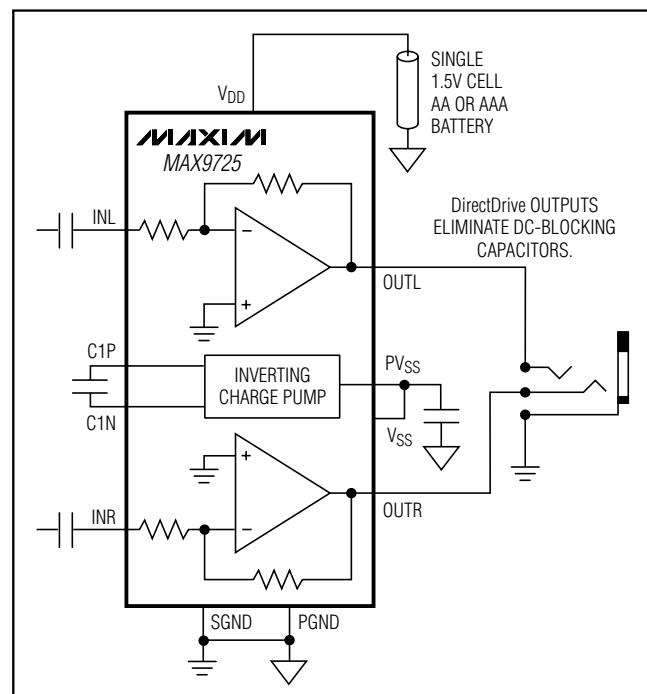 SINGLE
1.5V CELL
AA OR AAA
BATTERY
VDD
MAXIM
MAX9725
INL
−
+
DirectDrive OUTPUTS
ELIMINATE DC-BLOCKING
CAPACITORS.
OUTL
C1P
C1N
INVERTING
CHARGE PUMP
PVSS
VSS
+
−
INR
OUTR
SGND
PGND